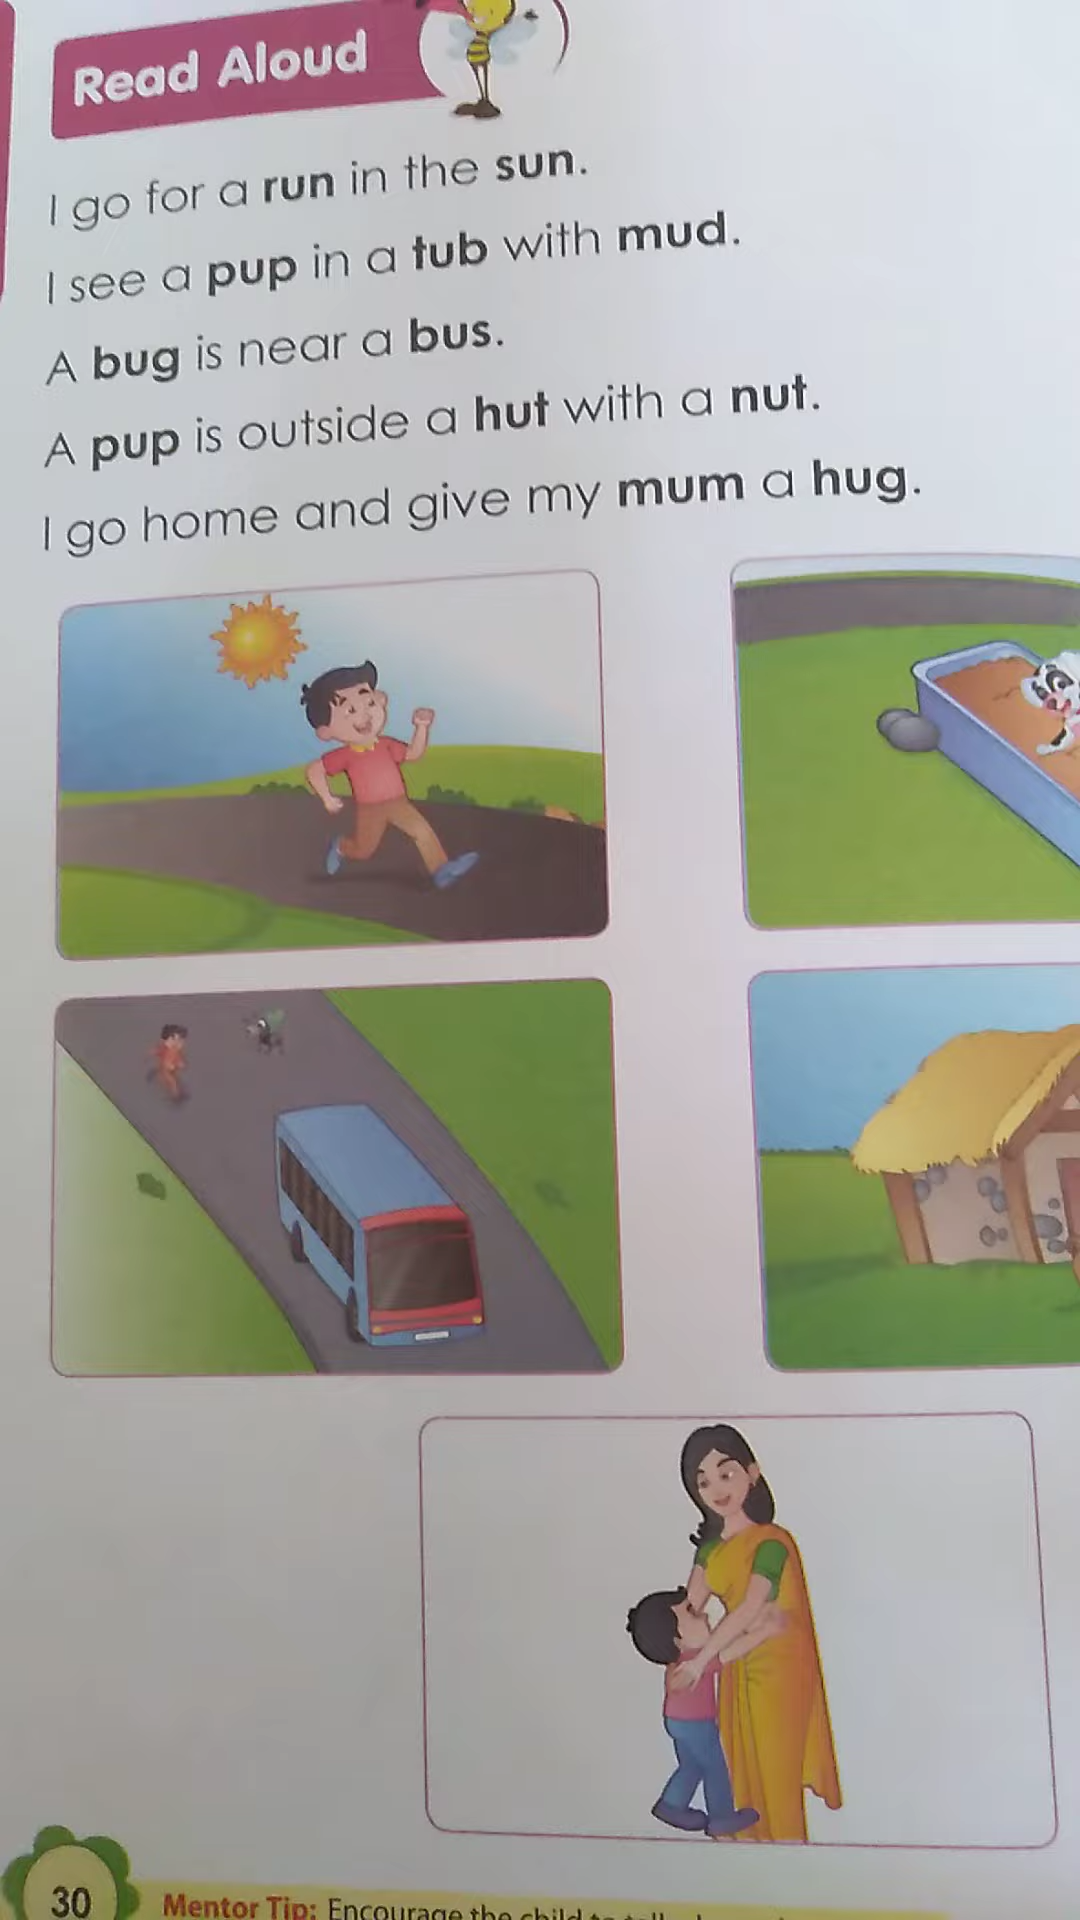 Read Aloud
I go for a run in the sun.
I see a pup in a tub with mud.
A bug is near a bus.
A pup is outside a hut with a nut.
I go home and give my mum a hug.
30
Mentor Tip: Encourage the child to